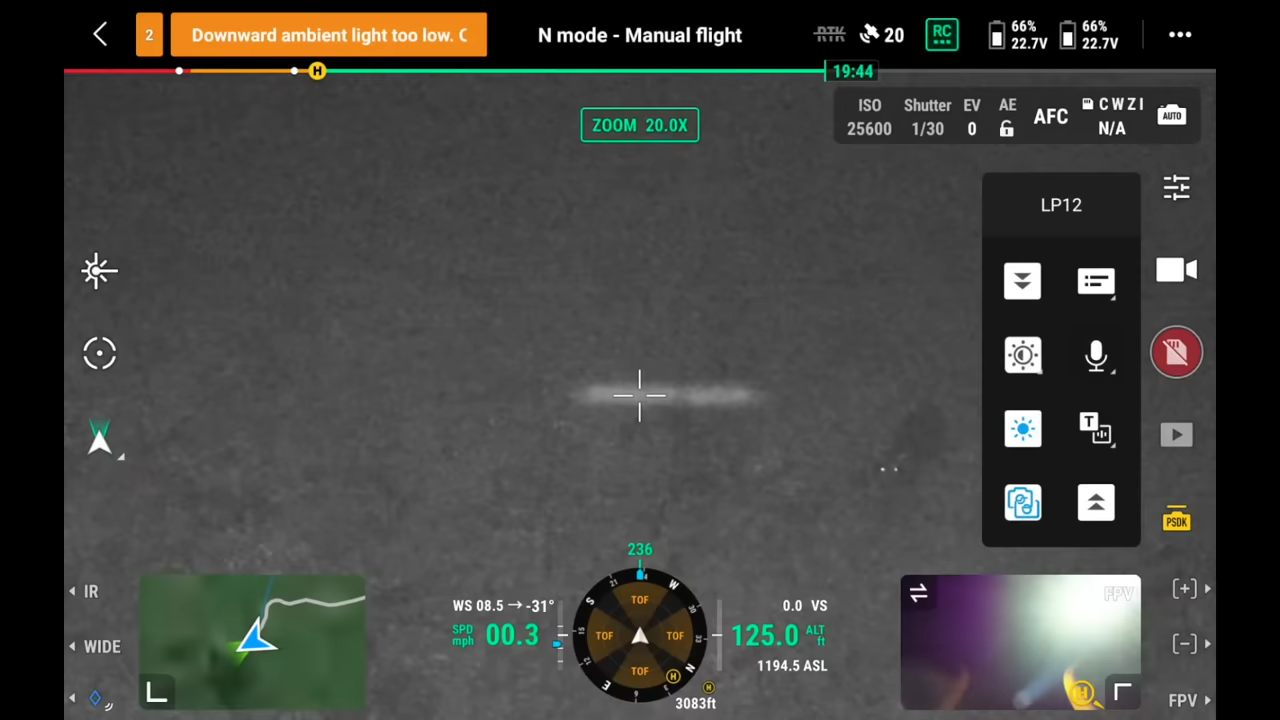 2
Downward ambient light too low. C
N mode - Manual flight
RTK
20
RC
66%
22.7V
66%
22.7V
H
19:44
ZOOM 20.0X
ISO
25600
Shutter
1/30
EV
0
AE
AFC
C W Z I
N/A
AUTO
LP12
T
PSDK
IR
WIDE
[+]
[-]
FPV
236
WS 08.5 → -31°
SPD
mph
00.3
TOF
TOF
TOF
TOF
S
W
N
E
H
H
3083ft
0.0 VS
125.0
ALT
ft
1194.5 ASL
FPV
H